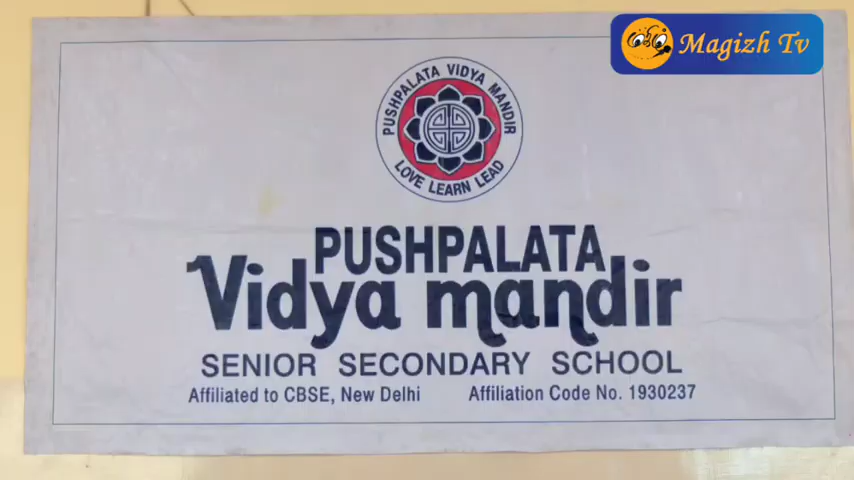 Magizh Tv
PUSHPALATA VIDYA MANDIR
LOVE LEARN LEAD
PUSHPALATA
Vidya mandir
SENIOR SECONDARY SCHOOL
Affiliated to CBSE, New Delhi Affiliation Code No. 1930237